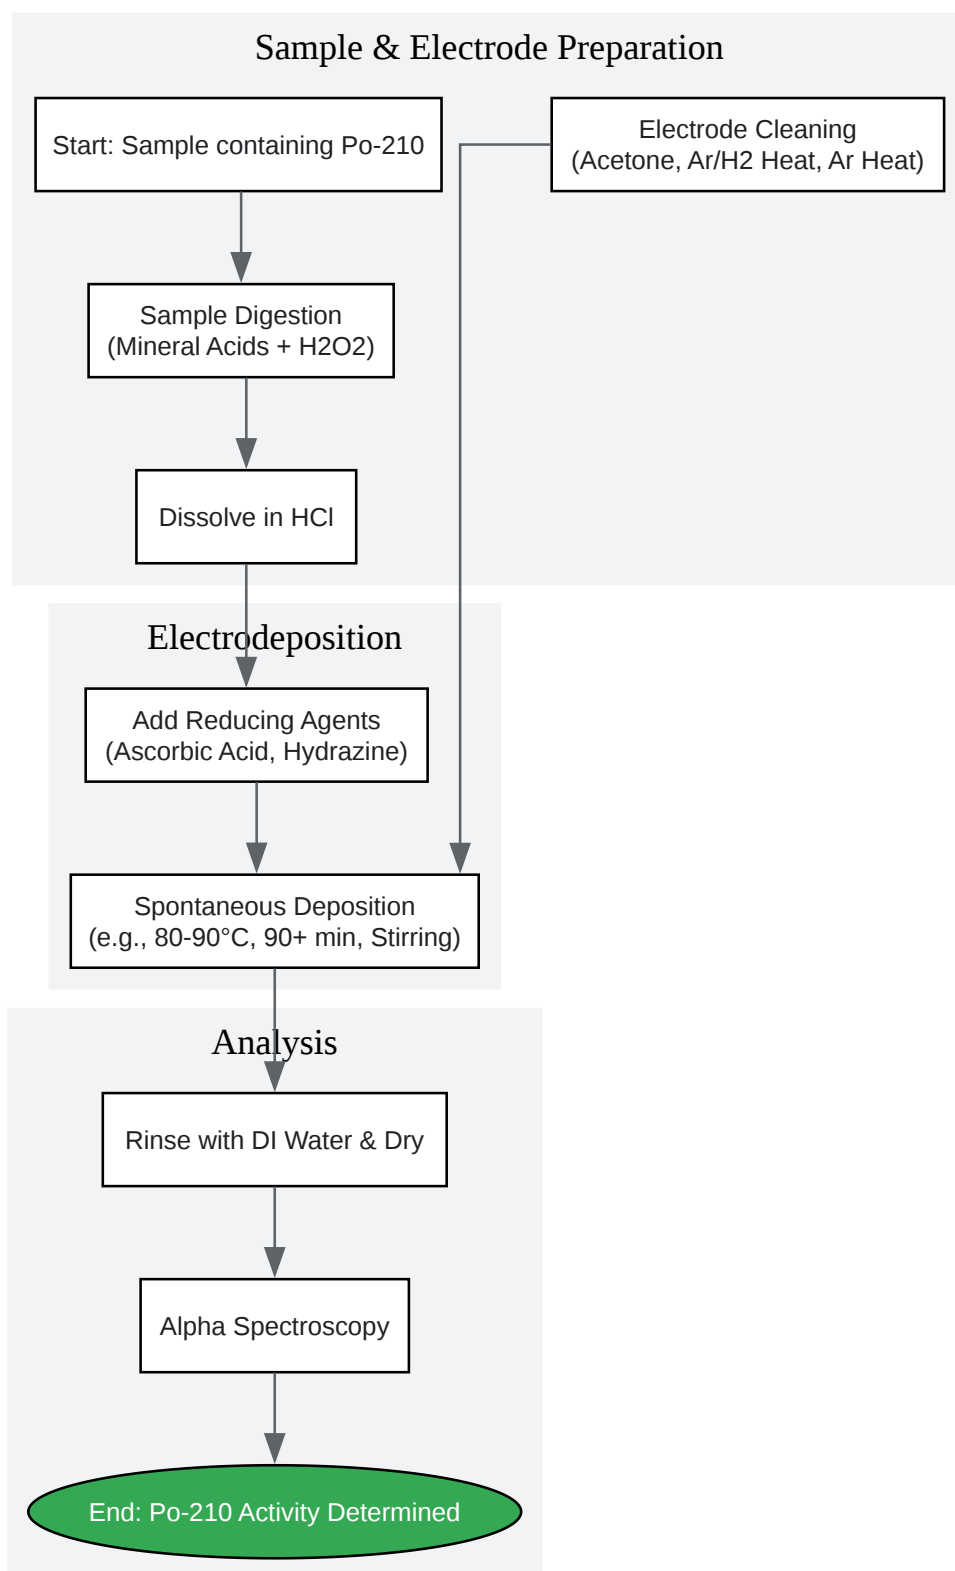 Sample & Electrode Preparation
Start: Sample containing Po-210
Electrode Cleaning
(Acetone, Ar/H2 Heat, Ar Heat)
Sample Digestion
(Mineral Acids + H2O2)
Dissolve in HCl
Electrodeposition
Add Reducing Agents
(Ascorbic Acid, Hydrazine)
Spontaneous Deposition
(e.g., 80-90°C, 90+ min, Stirring)
Analysis
Rinse with DI Water & Dry
Alpha Spectroscopy
End: Po-210 Activity Determined